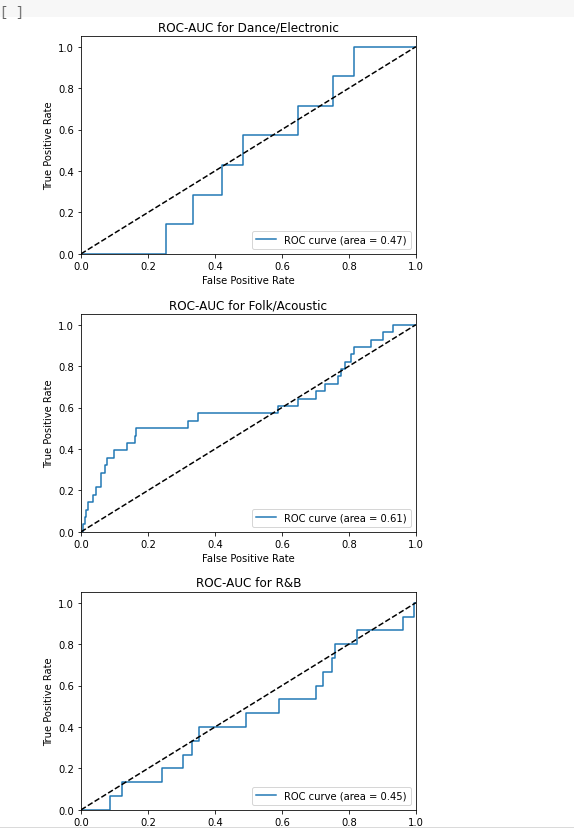 [ ]
ROC-AUC for Dance/Electronic
1.0
0.8
0.6
0.4
0.2
0.0
True Positive Rate
ROC curve (area = 0.47)
0.0 0.2 0.4 0.6 0.8 1.0
False Positive Rate
ROC-AUC for Folk/Acoustic
1.0
0.8
0.6
0.4
0.2
0.0
True Positive Rate
ROC curve (area = 0.61)
0.0 0.2 0.4 0.6 0.8 1.0
False Positive Rate
ROC-AUC for R&B
1.0
0.8
0.6
0.4
0.2
0.0
True Positive Rate
ROC curve (area = 0.45)
0.0 0.2 0.4 0.6 0.8 1.0